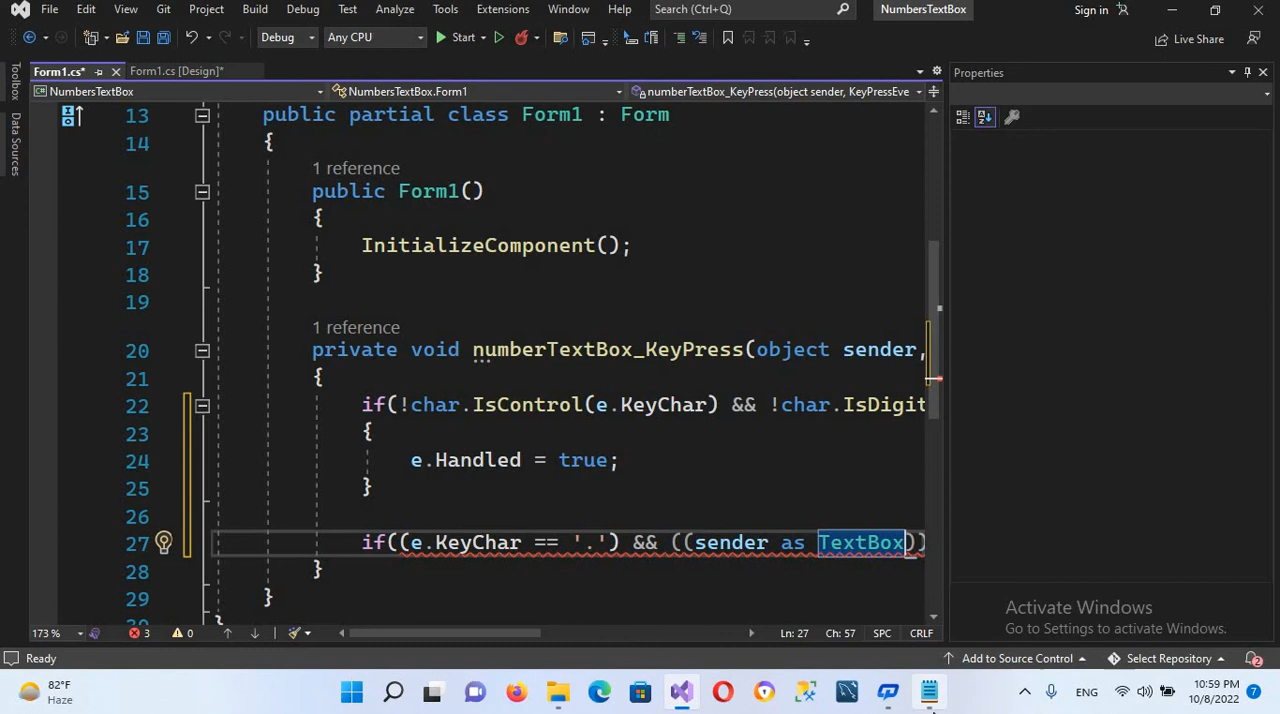 File Edit View Git Project Build Debug Test Analyze Tools Extensions Window Help Search (Ctrl+Q) NumbersTextBox Sign in
Debug Any CPU Start Live Share
Form1.cs* Form1.cs [Design]*
Toolbox
Data Sources
NumbersTextBox NumbersTextBox.Form1 numberTextBox_KeyPress(object sender, KeyPressEve
Properties
13 public partial class Form1 : Form
14 {
1 reference
15 public Form1()
16 {
17 InitializeComponent();
18 }
19
1 reference
20 private void numberTextBox_KeyPress(object sender,
21 {
22 if(!char.IsControl(e.KeyChar) && !char.IsDigit
23 {
24 e.Handled = true;
25 }
26
27 if((e.KeyChar == '.') && ((sender as TextBox))
28 }
29 }
30 }
Activate Windows
Go to Settings to activate Windows.
173 % 3 0 Ln: 27 Ch: 57 SPC CRLF
Ready Add to Source Control Select Repository 2
82°F
Haze
ENG
10:59 PM
10/8/2022
7